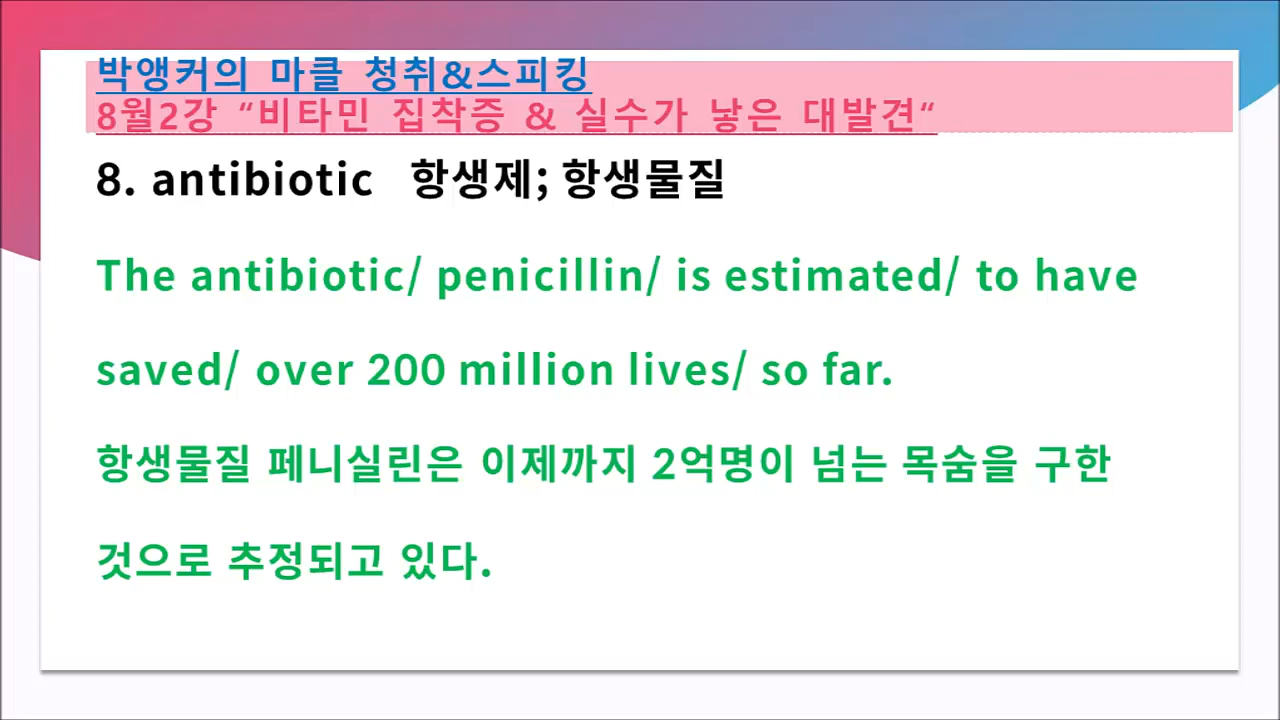 박앵커의 마클 청취&스피킹
8월2강 “비타민 집착증 & 실수가 낳은 대발견“
8. antibiotic 항생제; 항생물질
The antibiotic/ penicillin/ is estimated/ to have
saved/ over 200 million lives/ so far.
항생물질 페니실린은 이제까지 2억명이 넘는 목숨을 구한
것으로 추정되고 있다.